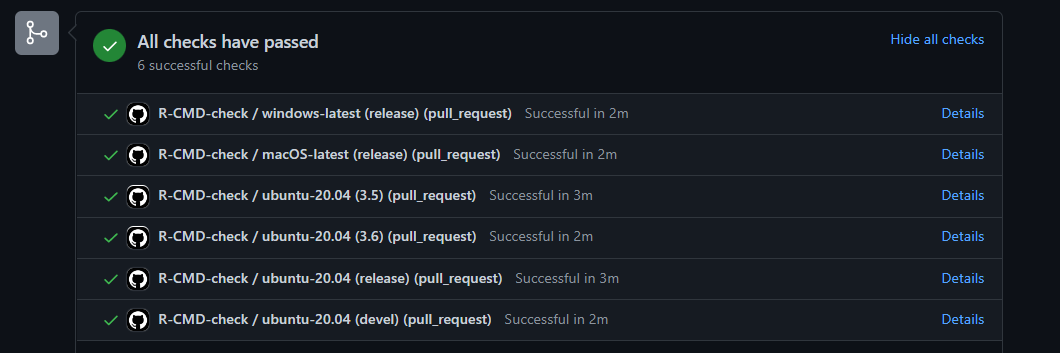 All checks have passed
Hide all checks
6 successful checks
R-CMD-check / windows-latest (release) (pull_request) Successful in 2m Details
R-CMD-check / macOS-latest (release) (pull_request) Successful in 2m Details
R-CMD-check / ubuntu-20.04 (3.5) (pull_request) Successful in 3m Details
R-CMD-check / ubuntu-20.04 (3.6) (pull_request) Successful in 2m Details
R-CMD-check / ubuntu-20.04 (release) (pull_request) Successful in 3m Details
R-CMD-check / ubuntu-20.04 (devel) (pull_request) Successful in 2m Details